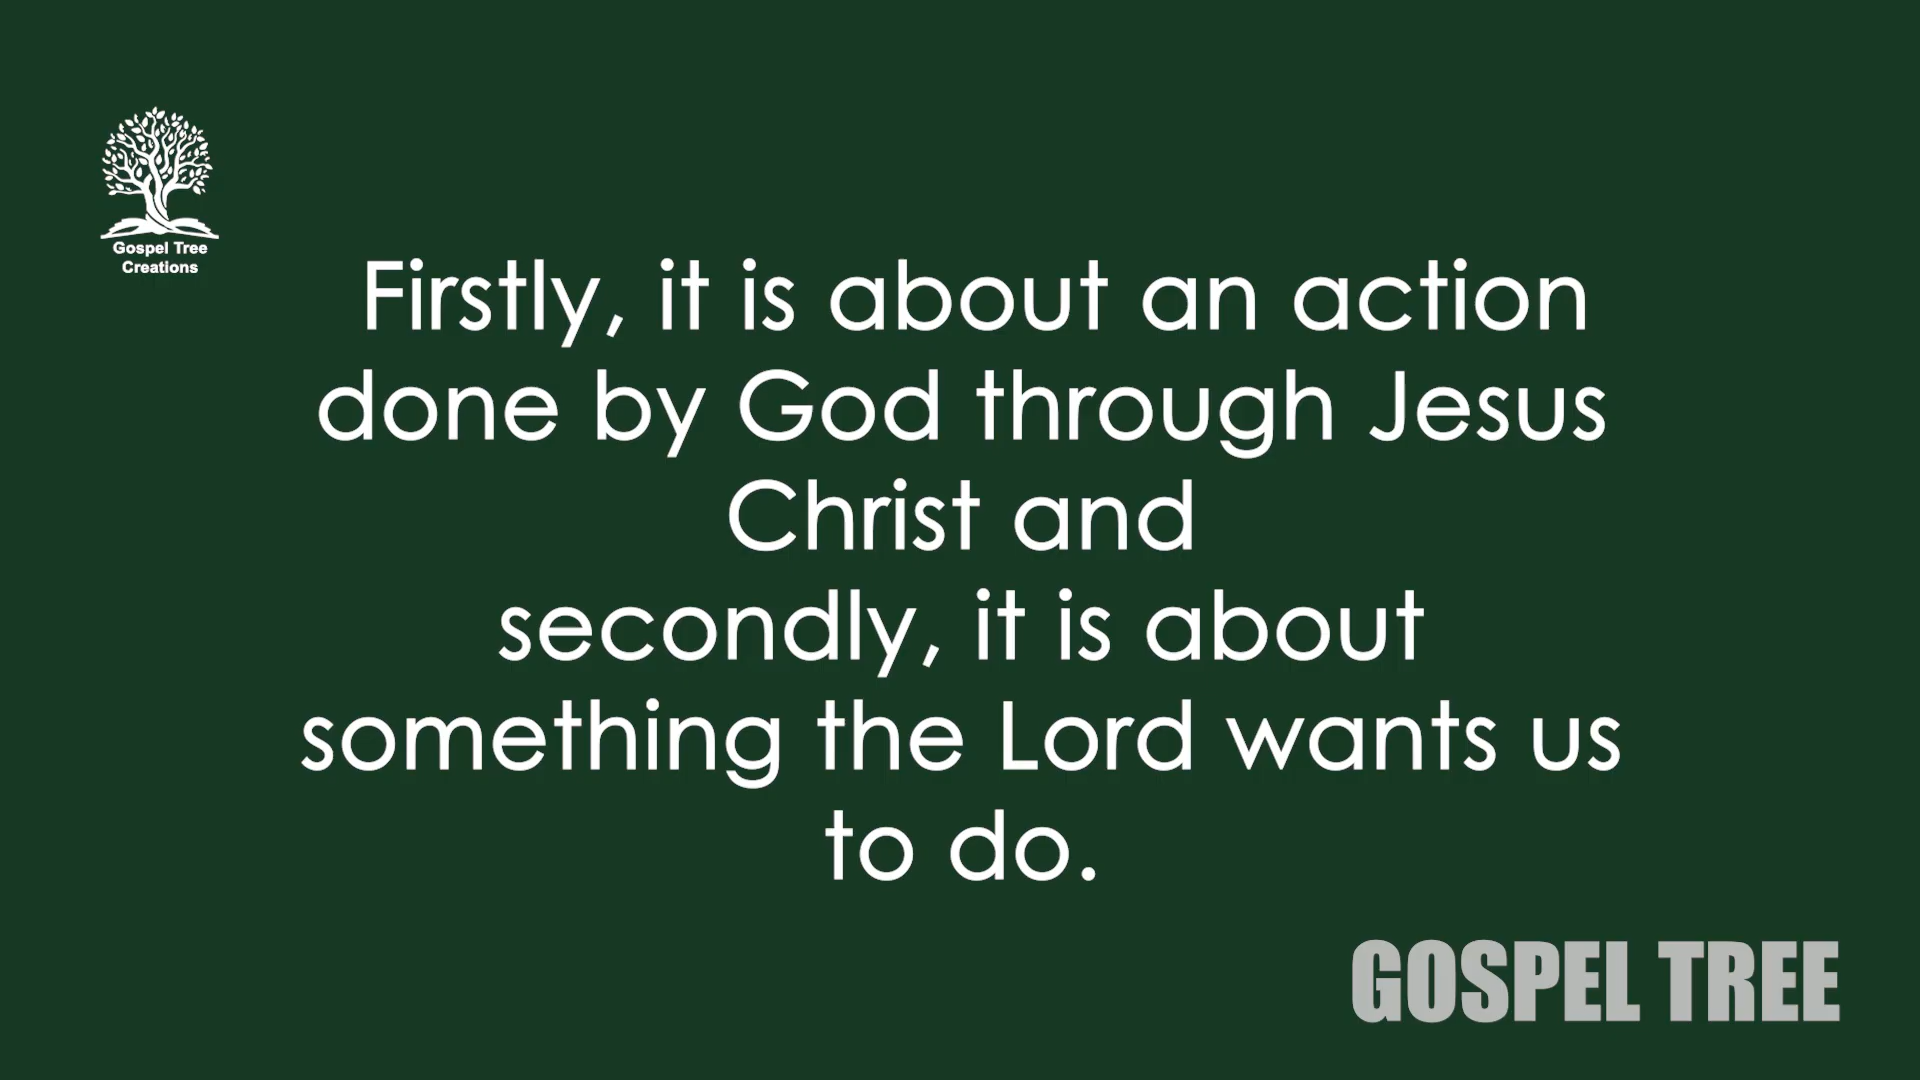 Gospel Tree
Creations
Firstly, it is about an action
done by God through Jesus
Christ and
secondly, it is about
something the Lord wants us
to do.
GOSPEL TREE